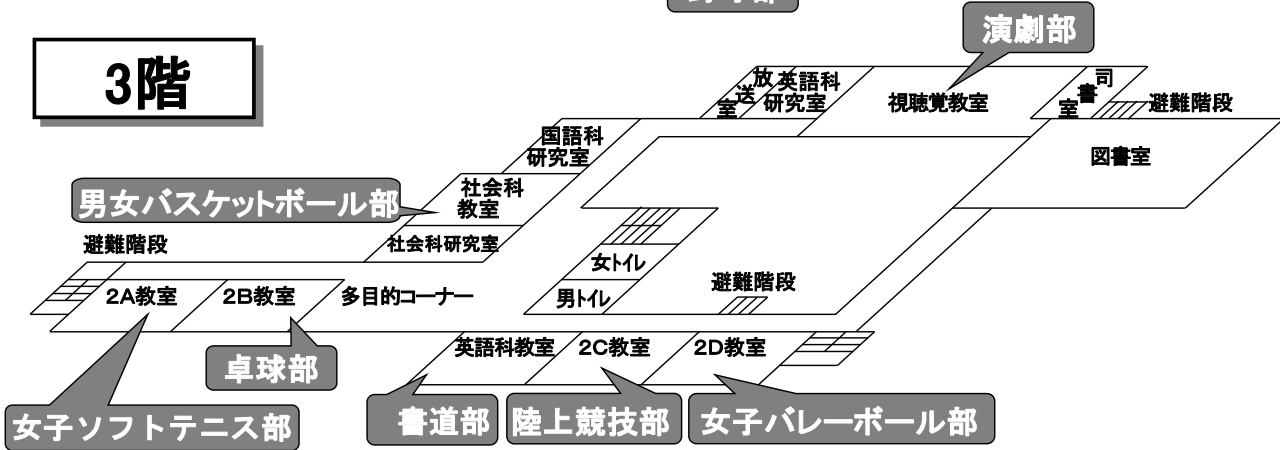 演劇部
3階
放送室
英語科
研究室
視聴覚教室
司書室
避難階段
国語科
研究室
図書室
男女バスケットボール部
社会科
教室
避難階段
社会科研究室
女トイレ
2A教室
2B教室
多目的コーナー
男トイレ
避難階段
英語科教室
2C教室
2D教室
卓球部
女子ソフトテニス部
書道部
陸上競技部
女子バレーボール部